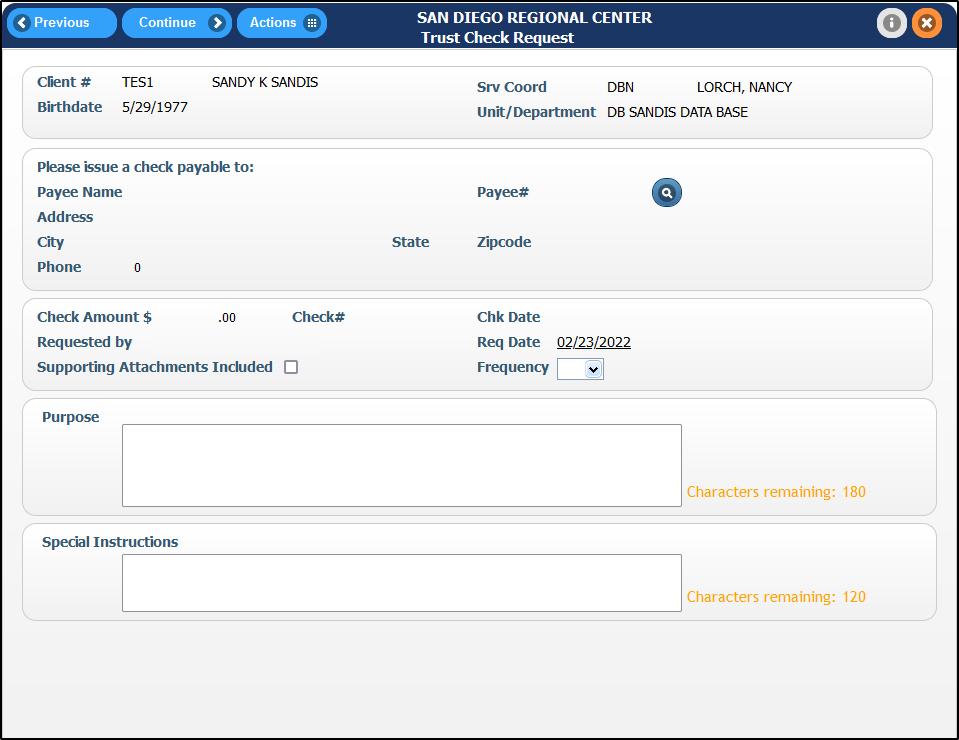 Previous Continue Actions SAN DIEGO REGIONAL CENTER
Trust Check Request
Client # TES1 SANDY K SANDIS Srv Coord DBN LORCH, NANCY
Birthdate 5/29/1977 Unit/Department DB SANDIS DATA BASE
Please issue a check payable to:
Payee Name Payee#
Address
City State Zipcode
Phone 0
Check Amount $ .00 Check# Chk Date
Requested by Req Date 02/23/2022
Supporting Attachments Included Frequency
Purpose
Characters remaining: 180
Special Instructions
Characters remaining: 120